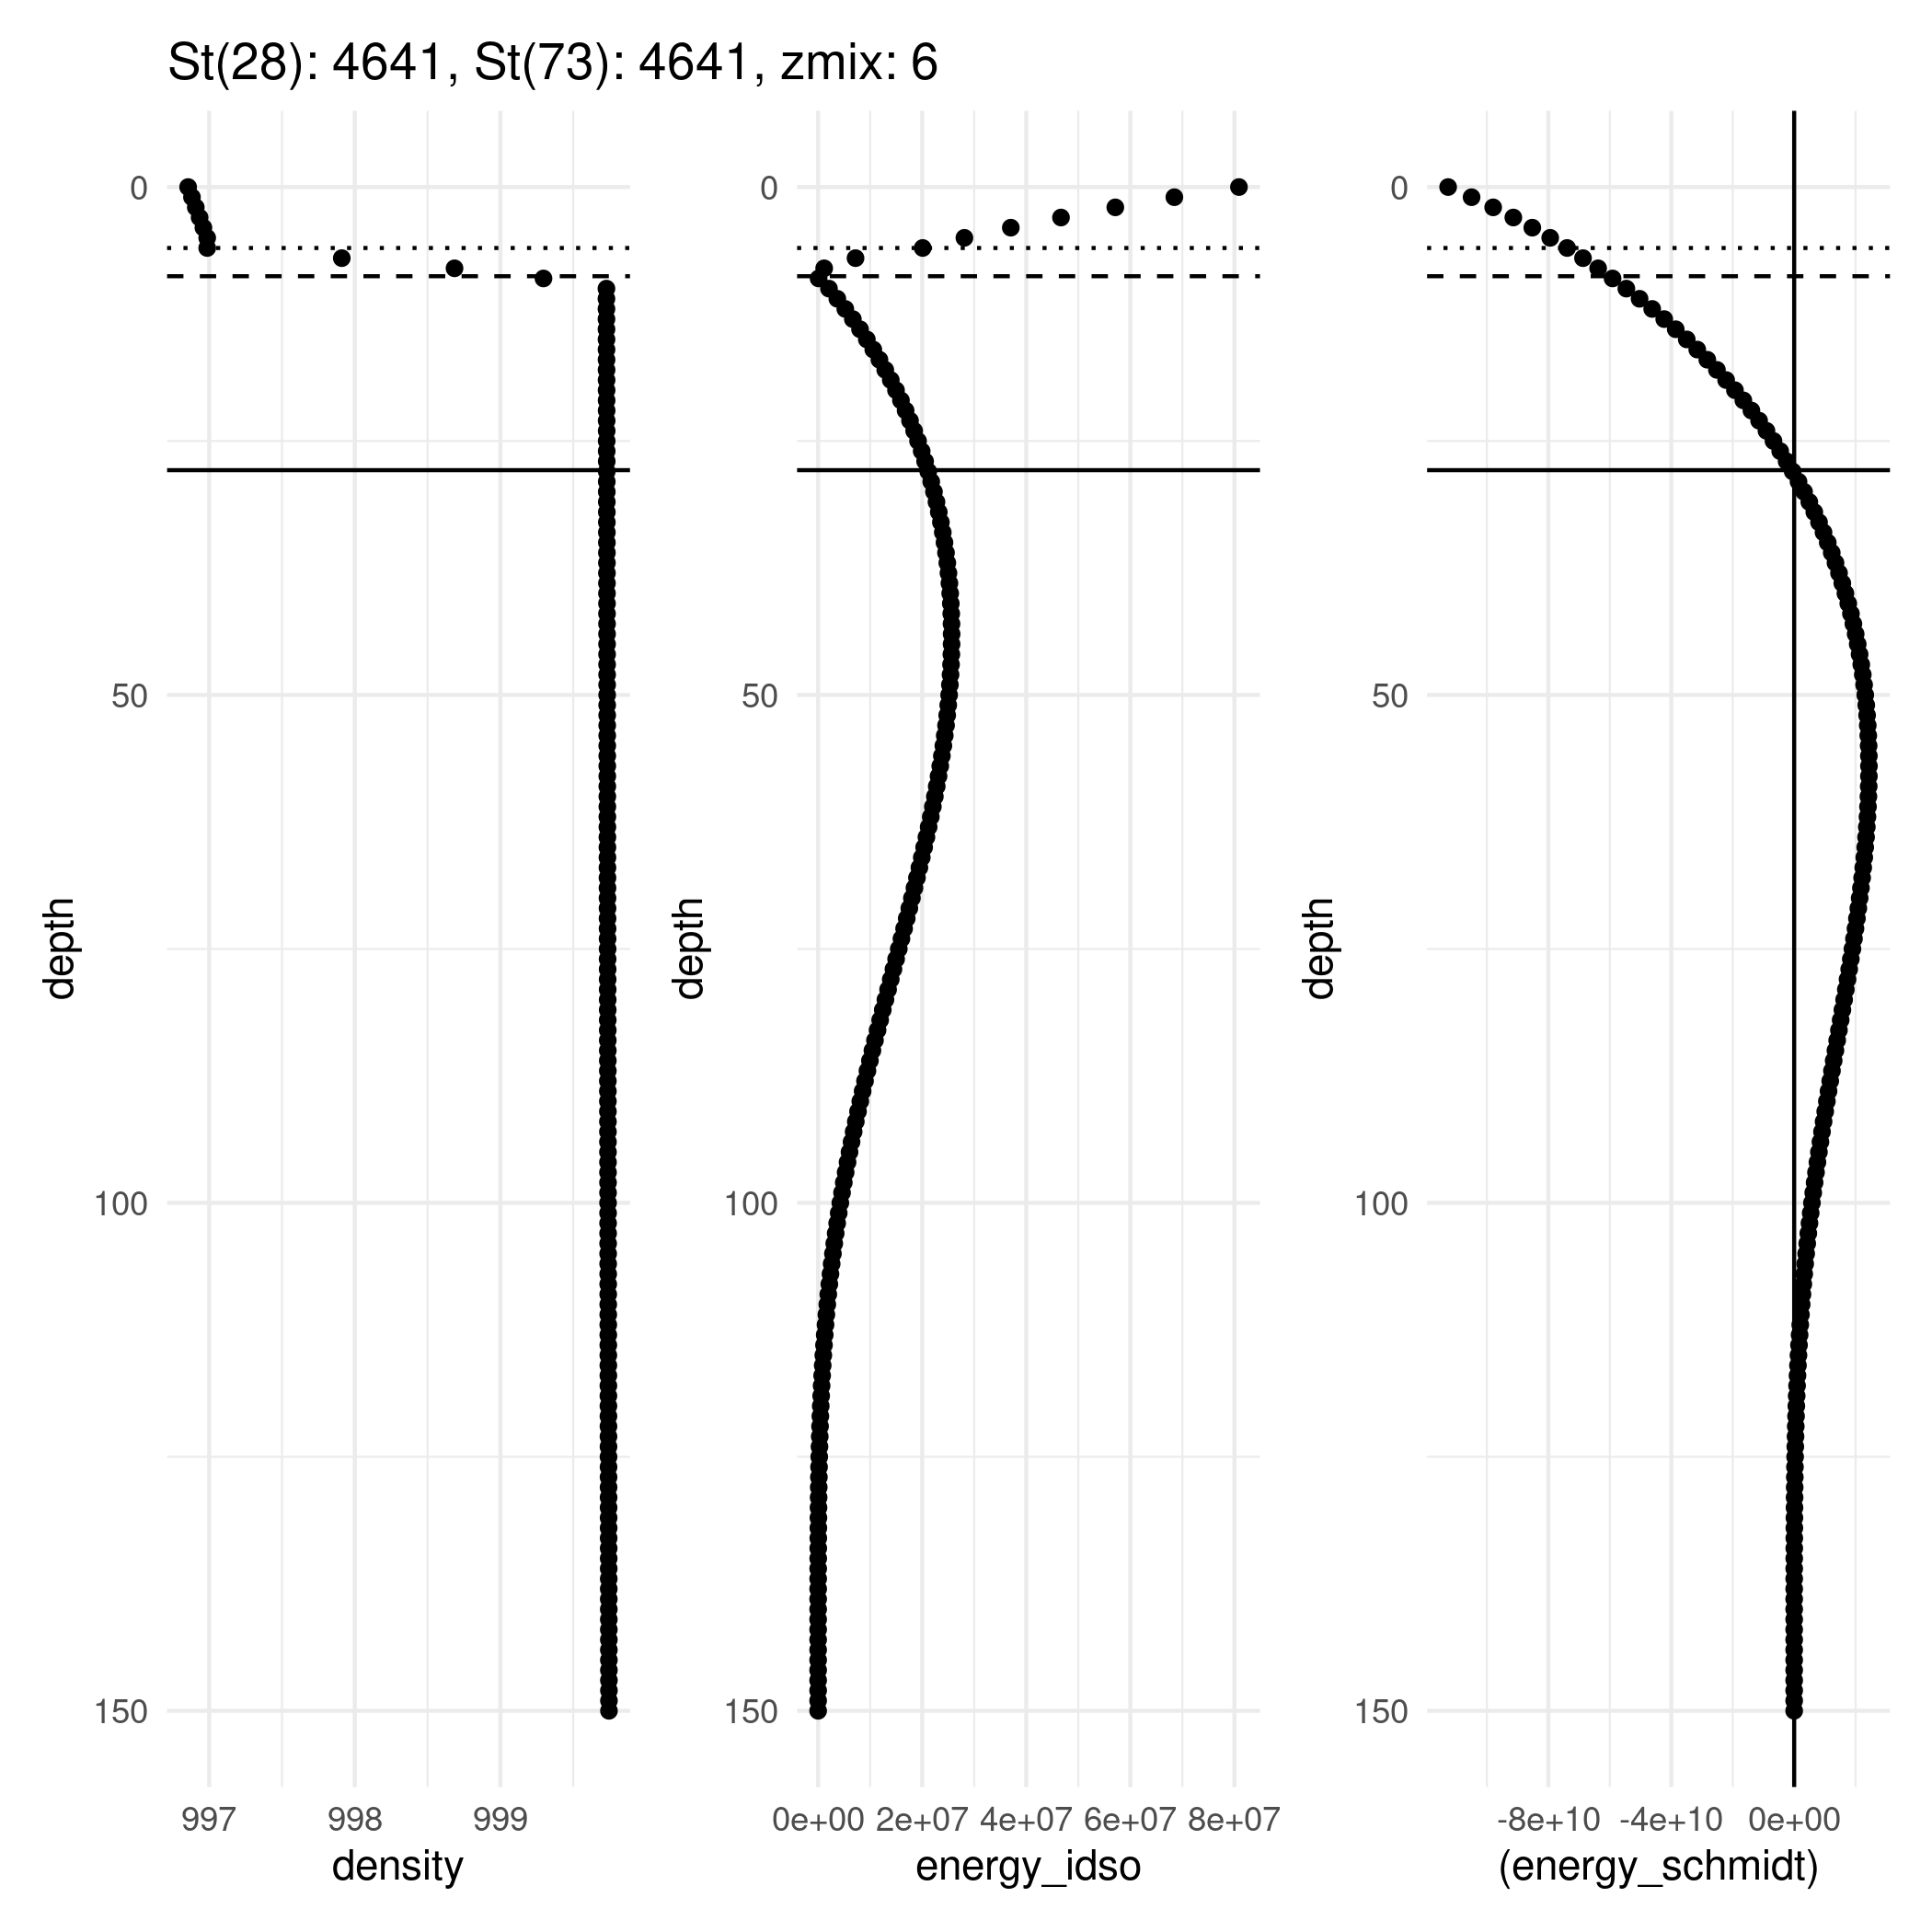 St(28): 4641, St(73): 4641, zmix: 6
depth
0
50
100
150
997 998 999
density
depth
0
50
100
150
0e+00 2e+07 4e+07 6e+07 8e+07
energy_idso
depth
0
50
100
150
-8e+10 -4e+10 0e+00
(energy_schmidt)